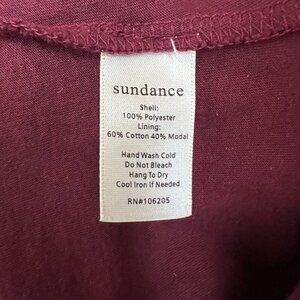 sundance
Shell:
100% Polyester
Lining:
60% Cotton 40% Modal
Hand Wash Cold
Do Not Bleach
Hang To Dry
Cool Iron If Needed
RN#106205